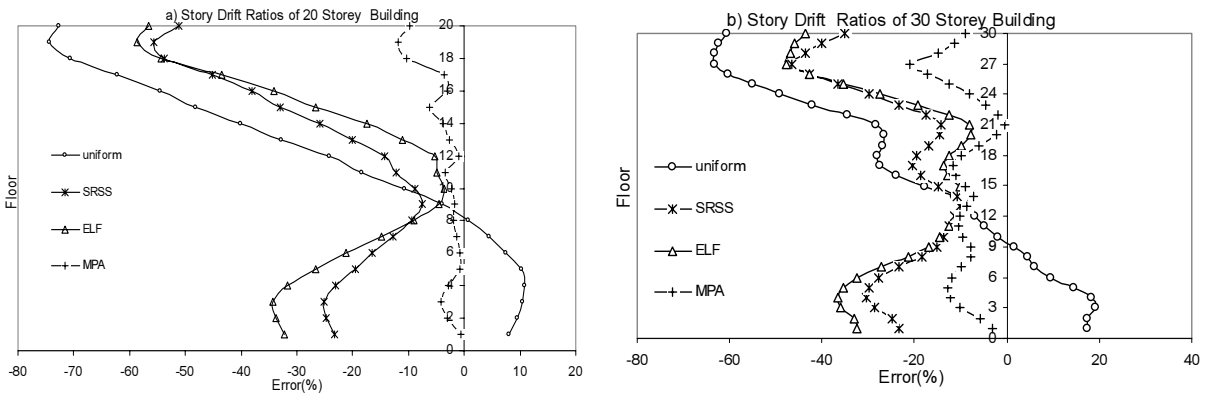 a) Story Drift Ratios of 20 Storey Building
20
18
16
14
12
10
8
6
4
2
0
Floor
uniform
SRSS
ELF
MPA
-80 -70 -60 -50 -40 -30 -20 -10 0 10 20
Error(%)
b) Story Drift Ratios of 30 Storey Building
30
27
24
21
18
15
12
9
6
3
0
Floor
uniform
SRSS
ELF
MPA
-80 -60 -40 -20 0 20 40
Error(%)